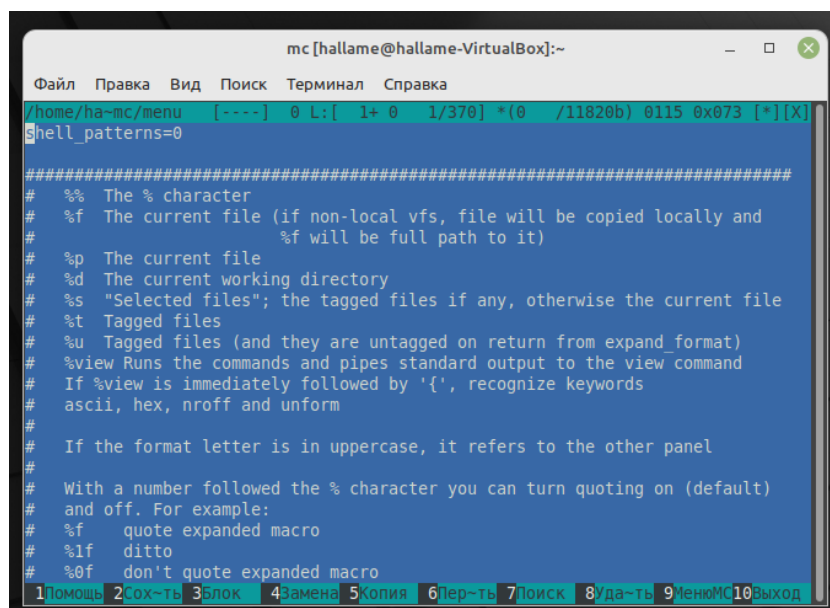 mc [hallame@hallame-VirtualBox]:~
Файл Правка Вид Поиск Терминал Справка
/home/ha~mc/menu [----] 0 L:[ 1+ 0 1/370] *(0 /11820b) 0115 0x073 [*][X]
shell_patterns=0
##############################################################################
# %% The % character
# %f The current file (if non-local vfs, file will be copied locally and
# %f will be full path to it)
# %p The current file
# %d The current working directory
# %s "Selected files"; the tagged files if any, otherwise the current file
# %t Tagged files
# %u Tagged files (and they are untagged on return from expand_format)
# %view Runs the commands and pipes standard output to the view command
# If %view is immediately followed by '{', recognize keywords
# ascii, hex, nroff and unform
#
# If the format letter is in uppercase, it refers to the other panel
#
# With a number followed the % character you can turn quoting on (default)
# and off. For example:
# %f quote expanded macro
# %1f ditto
# %0f don't quote expanded macro
1Помощь 2Сох~ть 3Блок 4Замена 5Копия 6Пер~ть 7Поиск 8Уда~ть 9МенюMC 10Выход